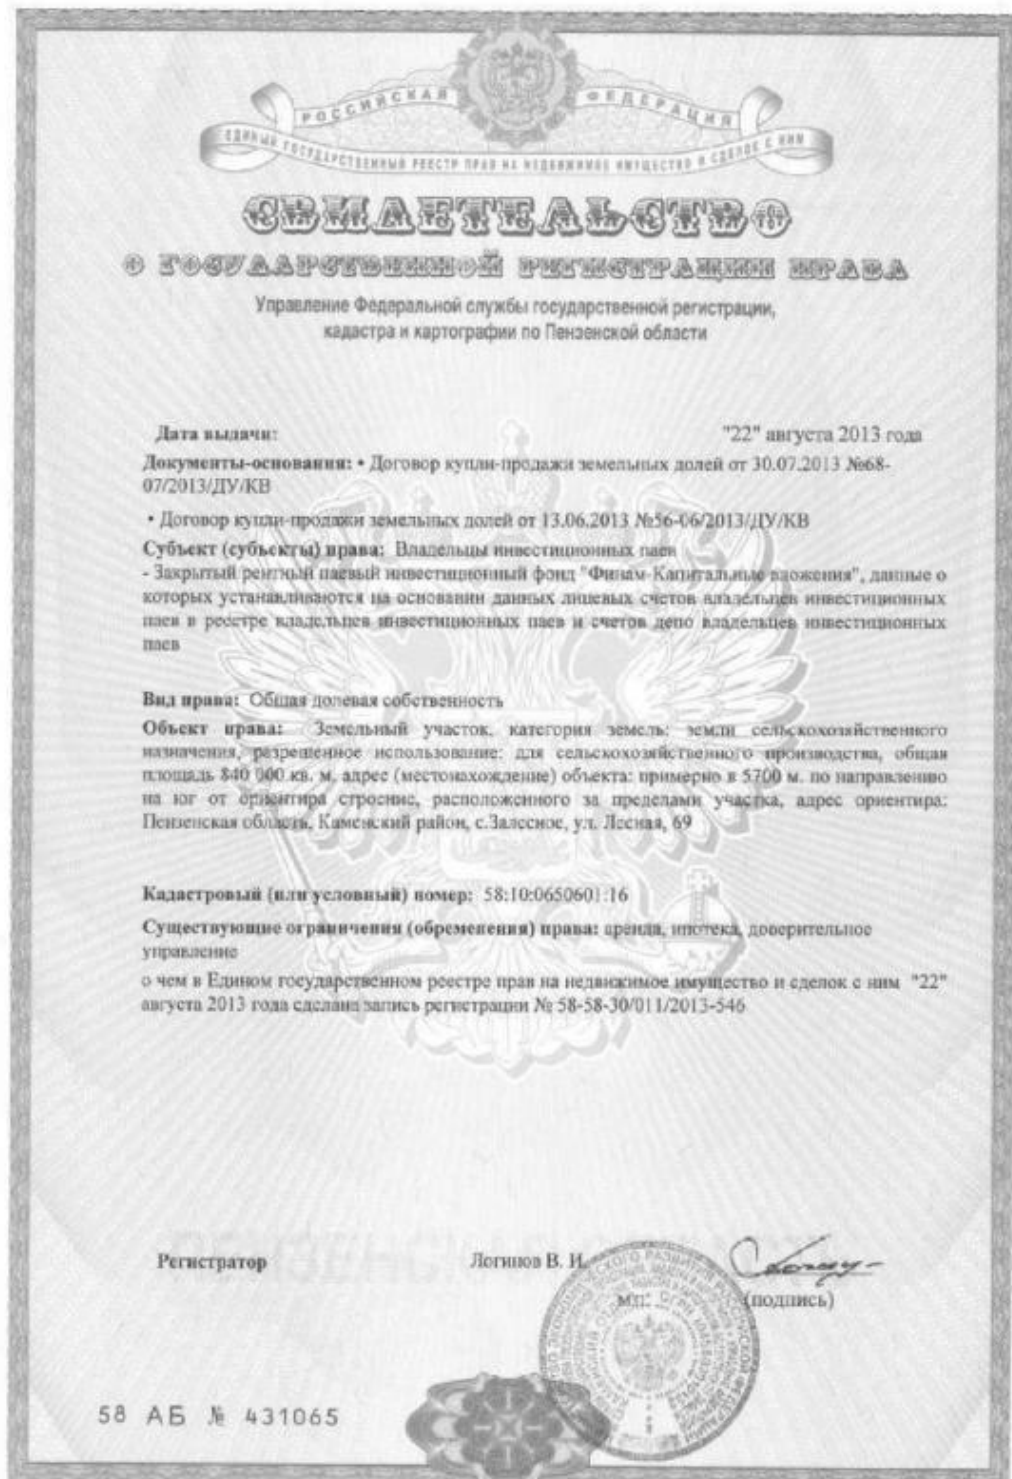 РОССИЙСКАЯ ФЕДЕРАЦИЯ
ЕДИНЫЙ ГОСУДАРСТВЕННЫЙ РЕЕСТР ПРАВ НА НЕДВИЖИМОЕ ИМУЩЕСТВО И СДЕЛОК С НИМ
СВИДЕТЕЛЬСТВО
О ГОСУДАРСТВЕННОЙ РЕГИСТРАЦИИ ПРАВА
Управление Федеральной службы государственной регистрации,
кадастра и картографии по Пензенской области
Дата выдачи: "22" августа 2013 года
Документы-основания: • Договор купли-продажи земельных долей от 30.07.2013 №68-
07/2013/ДУ/КВ
• Договор купли-продажи земельных долей от 13.06.2013 №56-06/2013/ДУ/КВ
Субъект (субъекты) права: Владельцы инвестиционных паев
- Закрытый рентный паевый инвестиционный фонд "Финам-Капитальные вложения", данные о
которых устанавливаются на основании данных лицевых счетов владельцев инвестиционных
паев в реестре владельцев инвестиционных паев и счетов депо владельцев инвестиционных
паев
Вид права: Общая долевая собственность
Объект права: Земельный участок, категория земель: земли сельскохозяйственного
назначения, разрешенное использование: для сельскохозяйственного производства, общая
площадь 840 000 кв. м, адрес (местонахождение) объекта: примерно в 5700 м. по направлению
на юг от ориентира строение, расположенного за пределами участка, адрес ориентира:
Пензенская область, Каменский район, с.Залесное, ул. Лесная, 69
Кадастровый (или условный) номер: 58:10:0650601:16
Существующие ограничения (обременения) права: аренда, ипотека, доверительное
управление
о чем в Едином государственном реестре прав на недвижимое имущество и сделок с ним "22"
августа 2013 года сделана запись регистрации № 58-58-30/011/2013-546
Регистратор Логинов В. И.
м.п. (подпись)
58 АБ № 431065